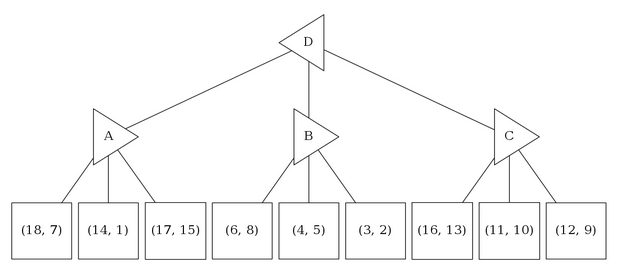 D
A B C
(18, 7) (14, 1) (17, 15) (6, 8) (4, 5) (3, 2) (16, 13) (11, 10) (12, 9)